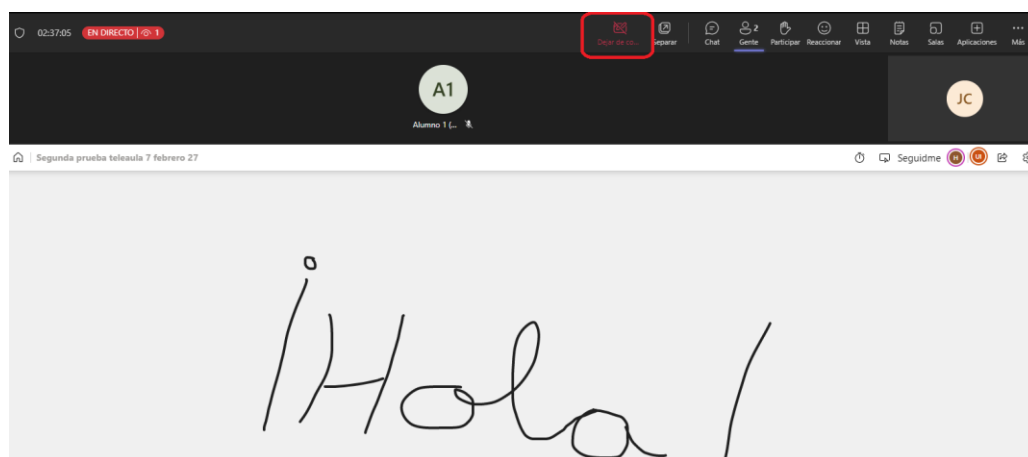 02:37:05 EN DIRECTO | 1
Dejar de co... Separar Chat Gente 2 Participar Reaccionar Vista Notas Salas Aplicaciones Más
A1
Alumno 1 (...
JC
Segunda prueba teleaula 7 febrero 27
Seguidme H UI
¡Hola!